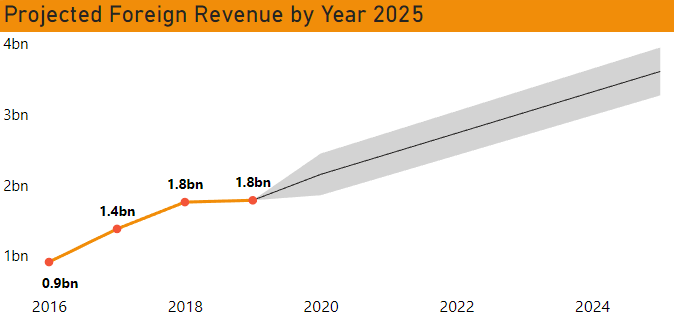 Projected Foreign Revenue by Year 2025
4bn
3bn
2bn
1bn
0.9bn
1.4bn
1.8bn
1.8bn
2016
2018
2020
2022
2024